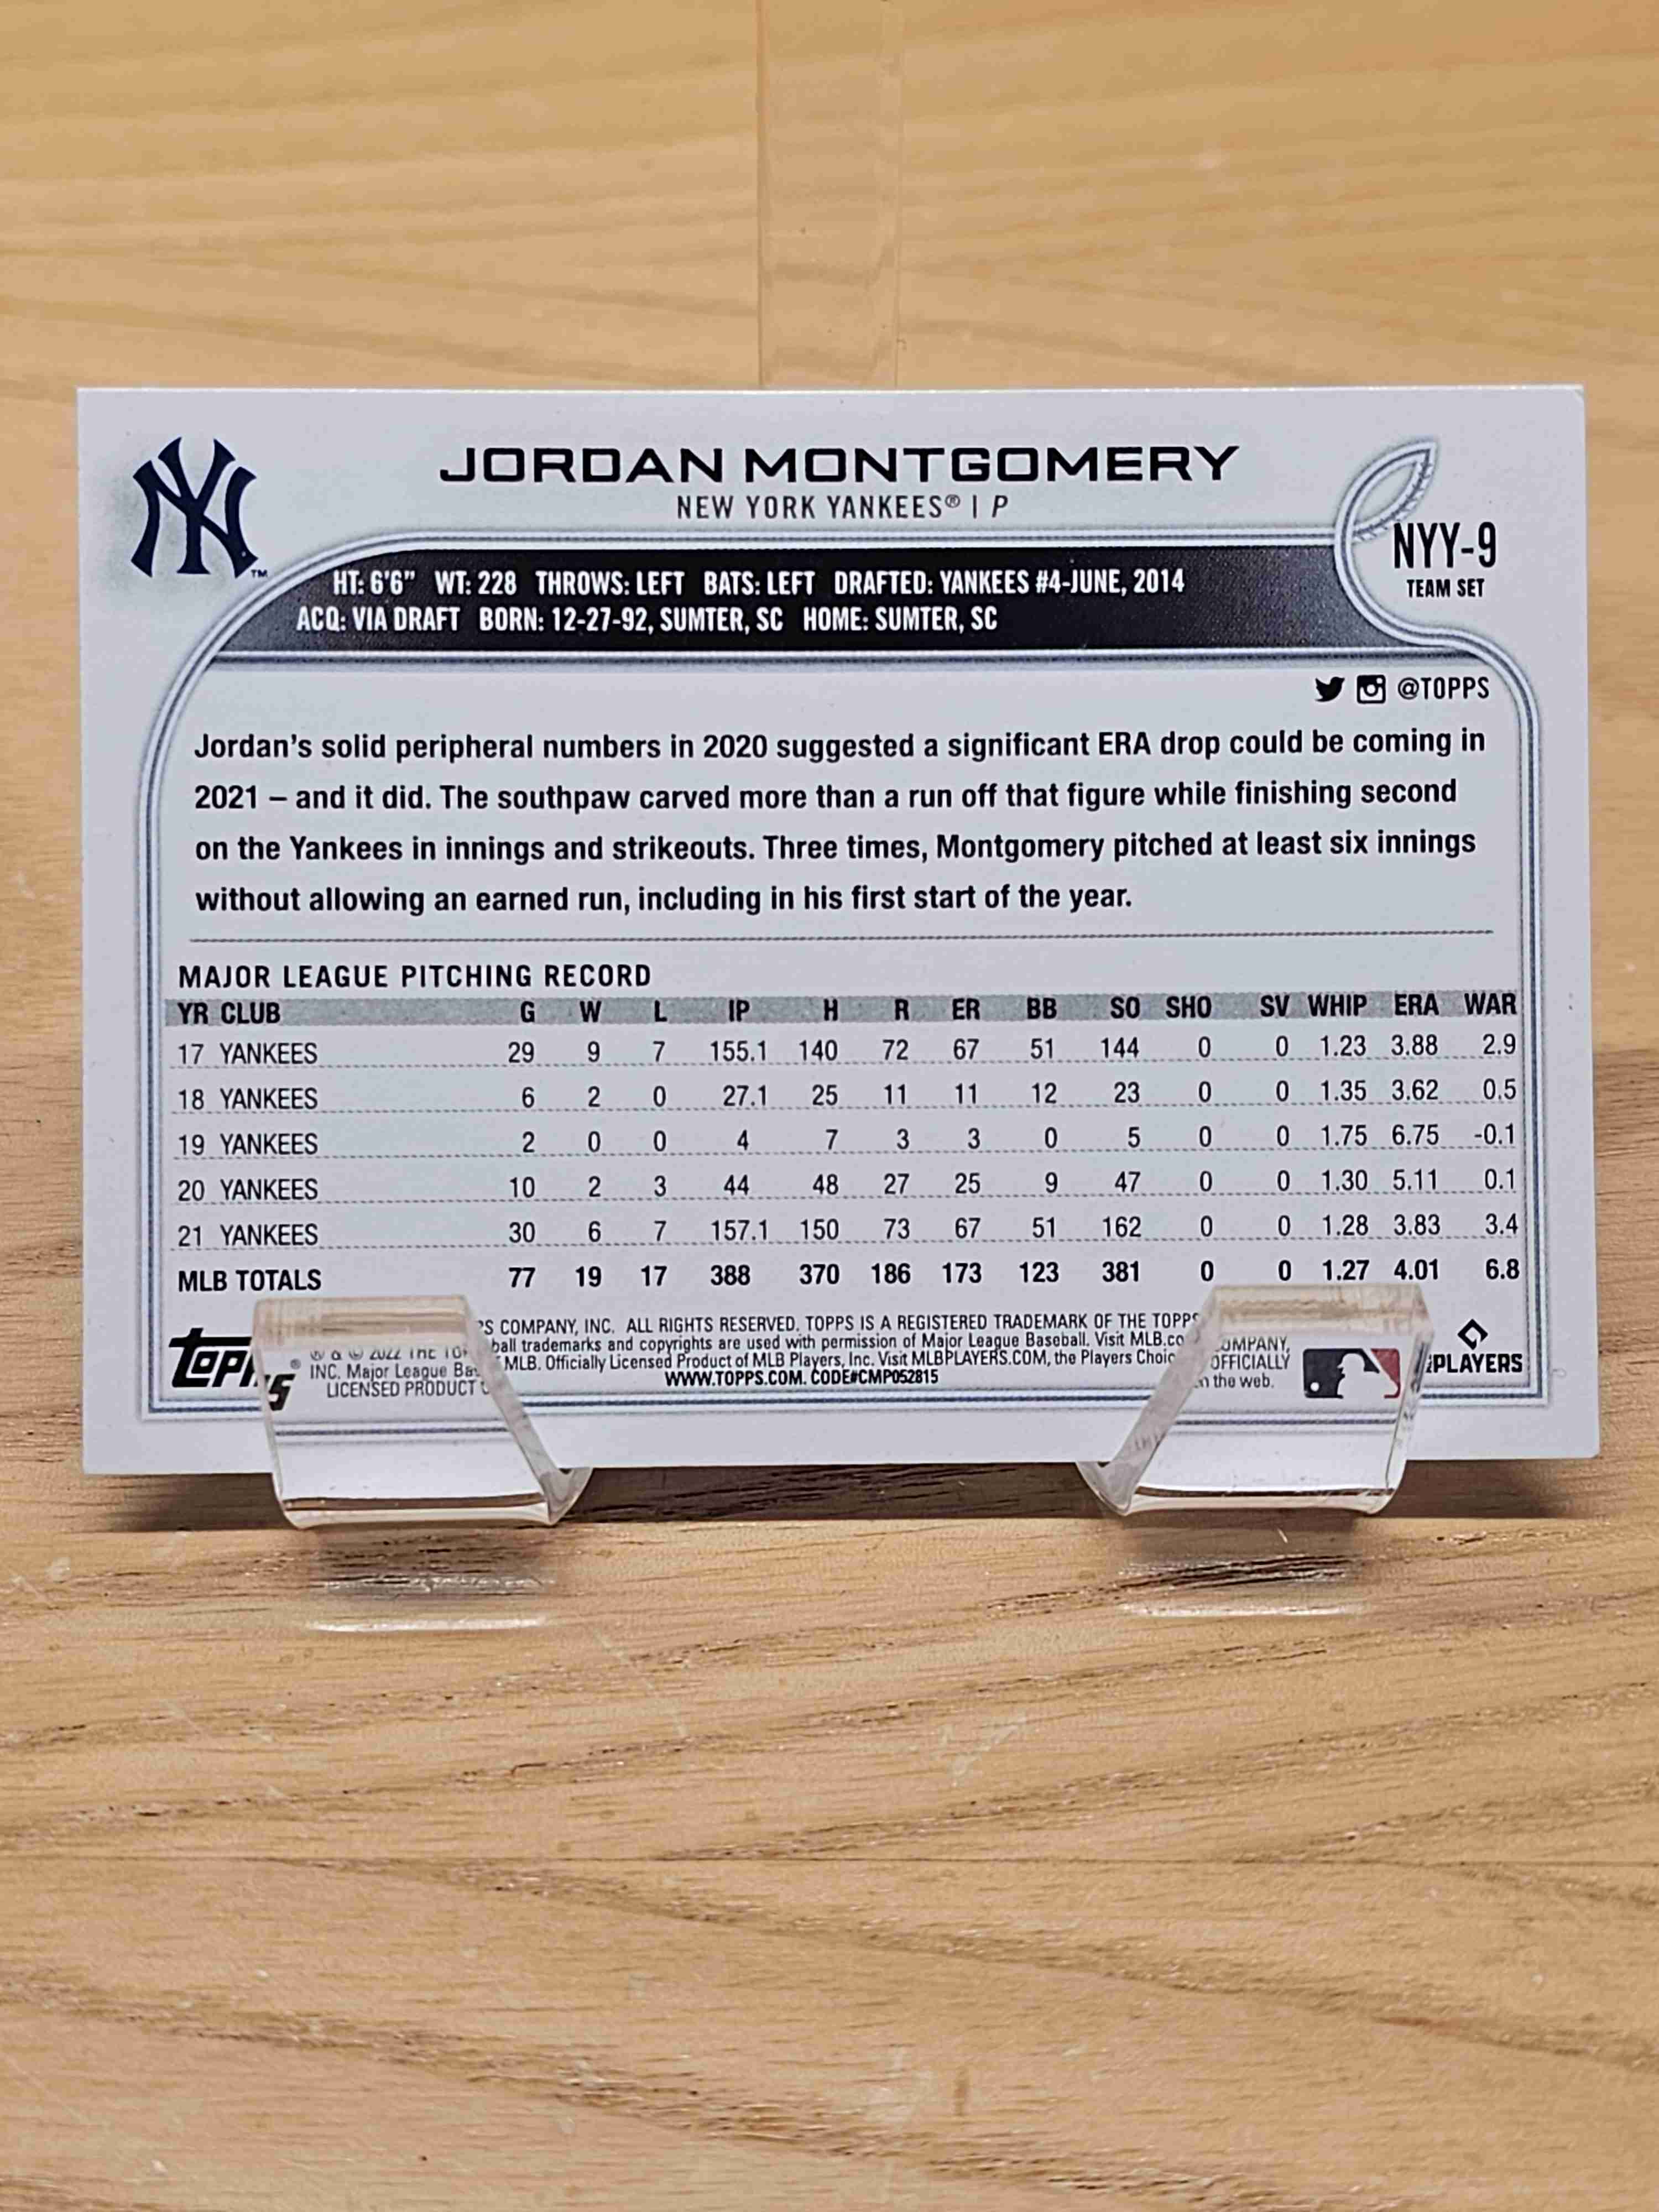 NY™
JORDAN MONTGOMERY
NEW YORK YANKEES® | P
NYY-9
TEAM SET
HT: 6'6" WT: 228 THROWS: LEFT BATS: LEFT DRAFTED: YANKEES #4-JUNE, 2014
ACQ: VIA DRAFT BORN: 12-27-92, SUMTER, SC HOME: SUMTER, SC
@TOPPS
Jordan's solid peripheral numbers in 2020 suggested a significant ERA drop could be coming in
2021 – and it did. The southpaw carved more than a run off that figure while finishing second
on the Yankees in innings and strikeouts. Three times, Montgomery pitched at least six innings
without allowing an earned run, including in his first start of the year.
MAJOR LEAGUE PITCHING RECORD
YR CLUB G W L IP H R ER BB SO SHO SV WHIP ERA WAR
17 YANKEES 29 9 7 155.1 140 72 67 51 144 0 0 1.23 3.88 2.9
18 YANKEES 6 2 0 27.1 25 11 11 12 23 0 0 1.35 3.62 0.5
19 YANKEES 2 0 0 4 7 3 3 0 5 0 0 1.75 6.75 -0.1
20 YANKEES 10 2 3 44 48 27 25 9 47 0 0 1.30 5.11 0.1
21 YANKEES 30 6 7 157.1 150 73 67 51 162 0 0 1.28 3.83 3.4
MLB TOTALS 77 19 17 388 370 186 173 123 381 0 0 1.27 4.01 6.8
Topps®
® & © 2022 THE COMPANY, INC. ALL RIGHTS RESERVED. TOPPS IS A REGISTERED TRADEMARK OF THE TOPPS COMPANY,
INC. Major League trademarks and copyrights are used with permission of Major League Baseball. Visit OFFICIALLY
LICENSED PRODUCT MLB. Officially Licensed Product of MLB Players, Inc. Visit MLBPLAYERS.COM, the Players the web.
WWW.TOPPS.COM. CODE#CMP052815
PLAYERS